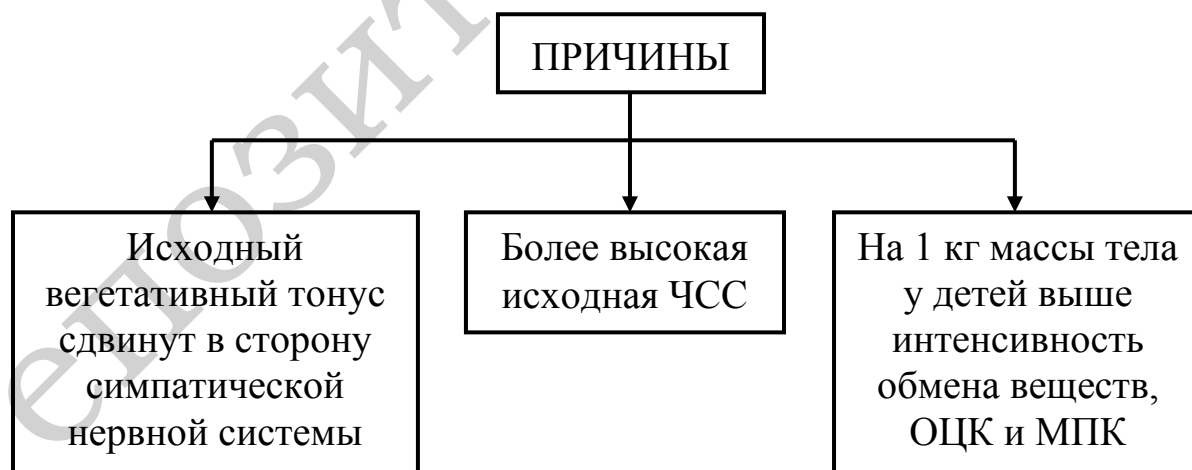 ПРИЧИНЫ
Исходный
вегетативный тонус
сдвинут в сторону
симпатической
нервной системы
Более высокая
исходная ЧСС
На 1 кг массы тела
у детей выше
интенсивность
обмена веществ,
ОЦК и МПК
епозит